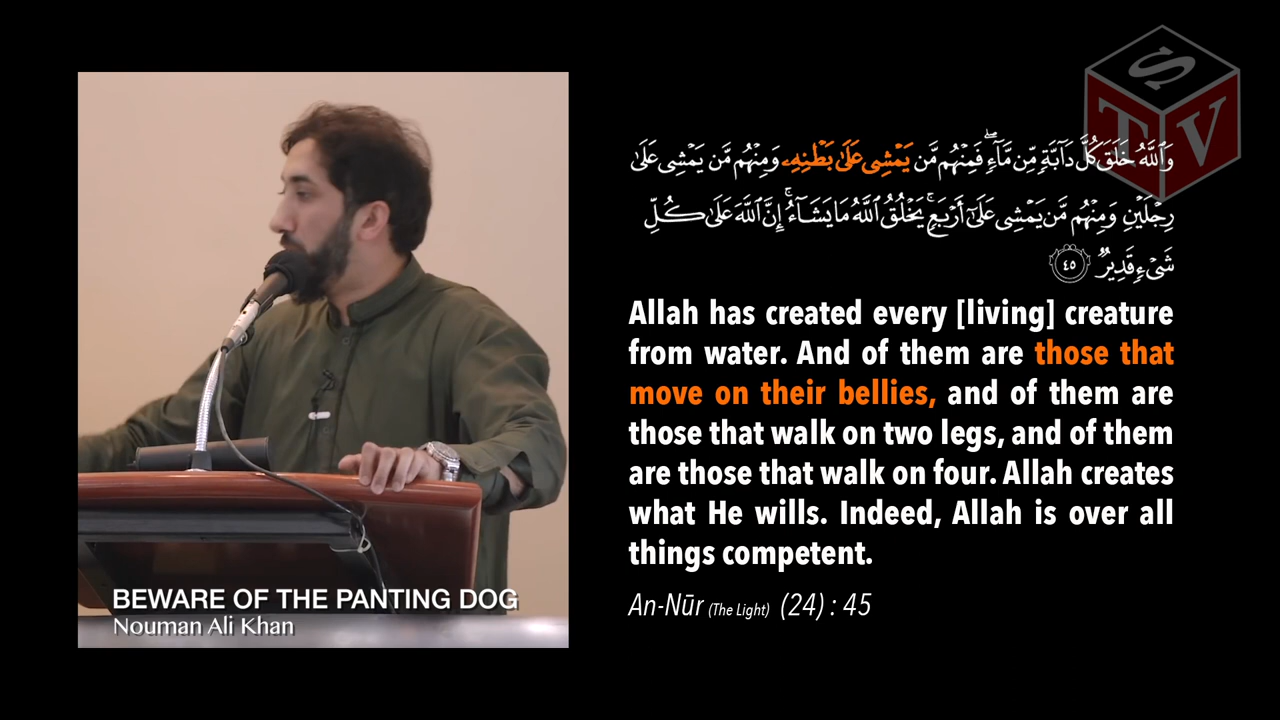 BEWARE OF THE PANTING DOG
Nouman Ali Khan
STV
وَٱللَّهُ خَلَقَ كُلَّ دَآبَّةٍ مِّن مَّآءٍ ۖ فَمِنْهُم مَّن يَمْشِى عَلَىٰ بَطْنِهِۦ وَمِنْهُم مَّن يَمْشِى عَلَىٰ
رِجْلَيْنِ وَمِنْهُم مَّن يَمْشِى عَلَىٰٓ أَرْبَعٍ ۚ يَخْلُقُ ٱللَّهُ مَا يَشَآءُ ۚ إِنَّ ٱللَّهَ عَلَىٰ كُلِّ
شَىْءٍ قَدِيرٌ ٤٥
Allah has created every [living] creature
from water. And of them are those that
move on their bellies, and of them are
those that walk on two legs, and of them
are those that walk on four. Allah creates
what He wills. Indeed, Allah is over all
things competent.
An-Nūr (The Light) (24) : 45